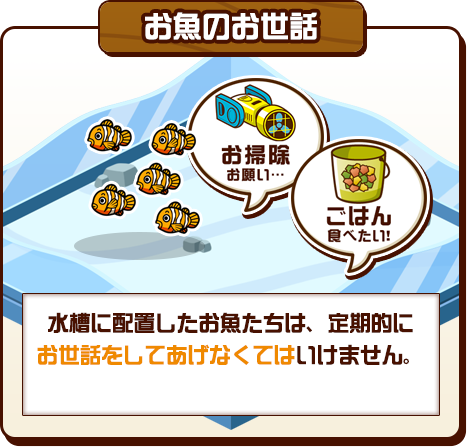 お魚のお世話
お掃除
お願い…
ごはん
食べたい!
水槽に配置したお魚たちは、定期的に
お世話をしてあげなくてはいけません。